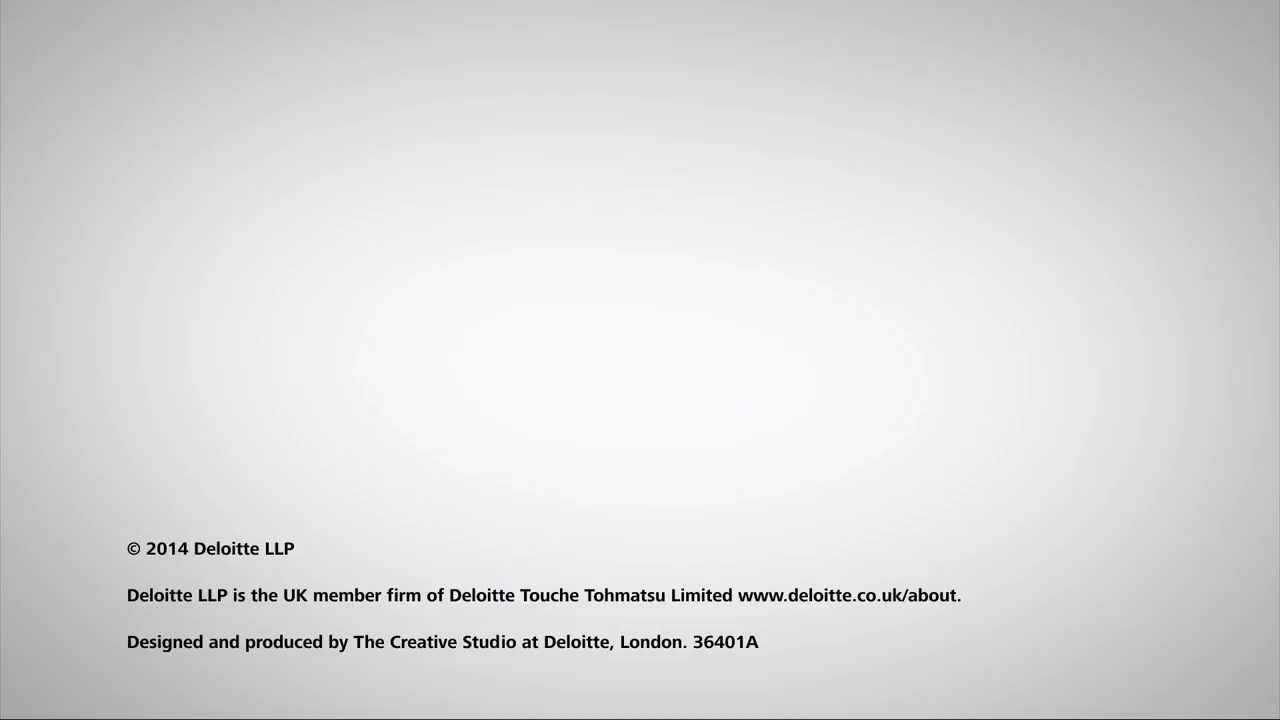 © 2014 Deloitte LLP
Deloitte LLP is the UK member firm of Deloitte Touche Tohmatsu Limited www.deloitte.co.uk/about.
Designed and produced by The Creative Studio at Deloitte, London. 36401A